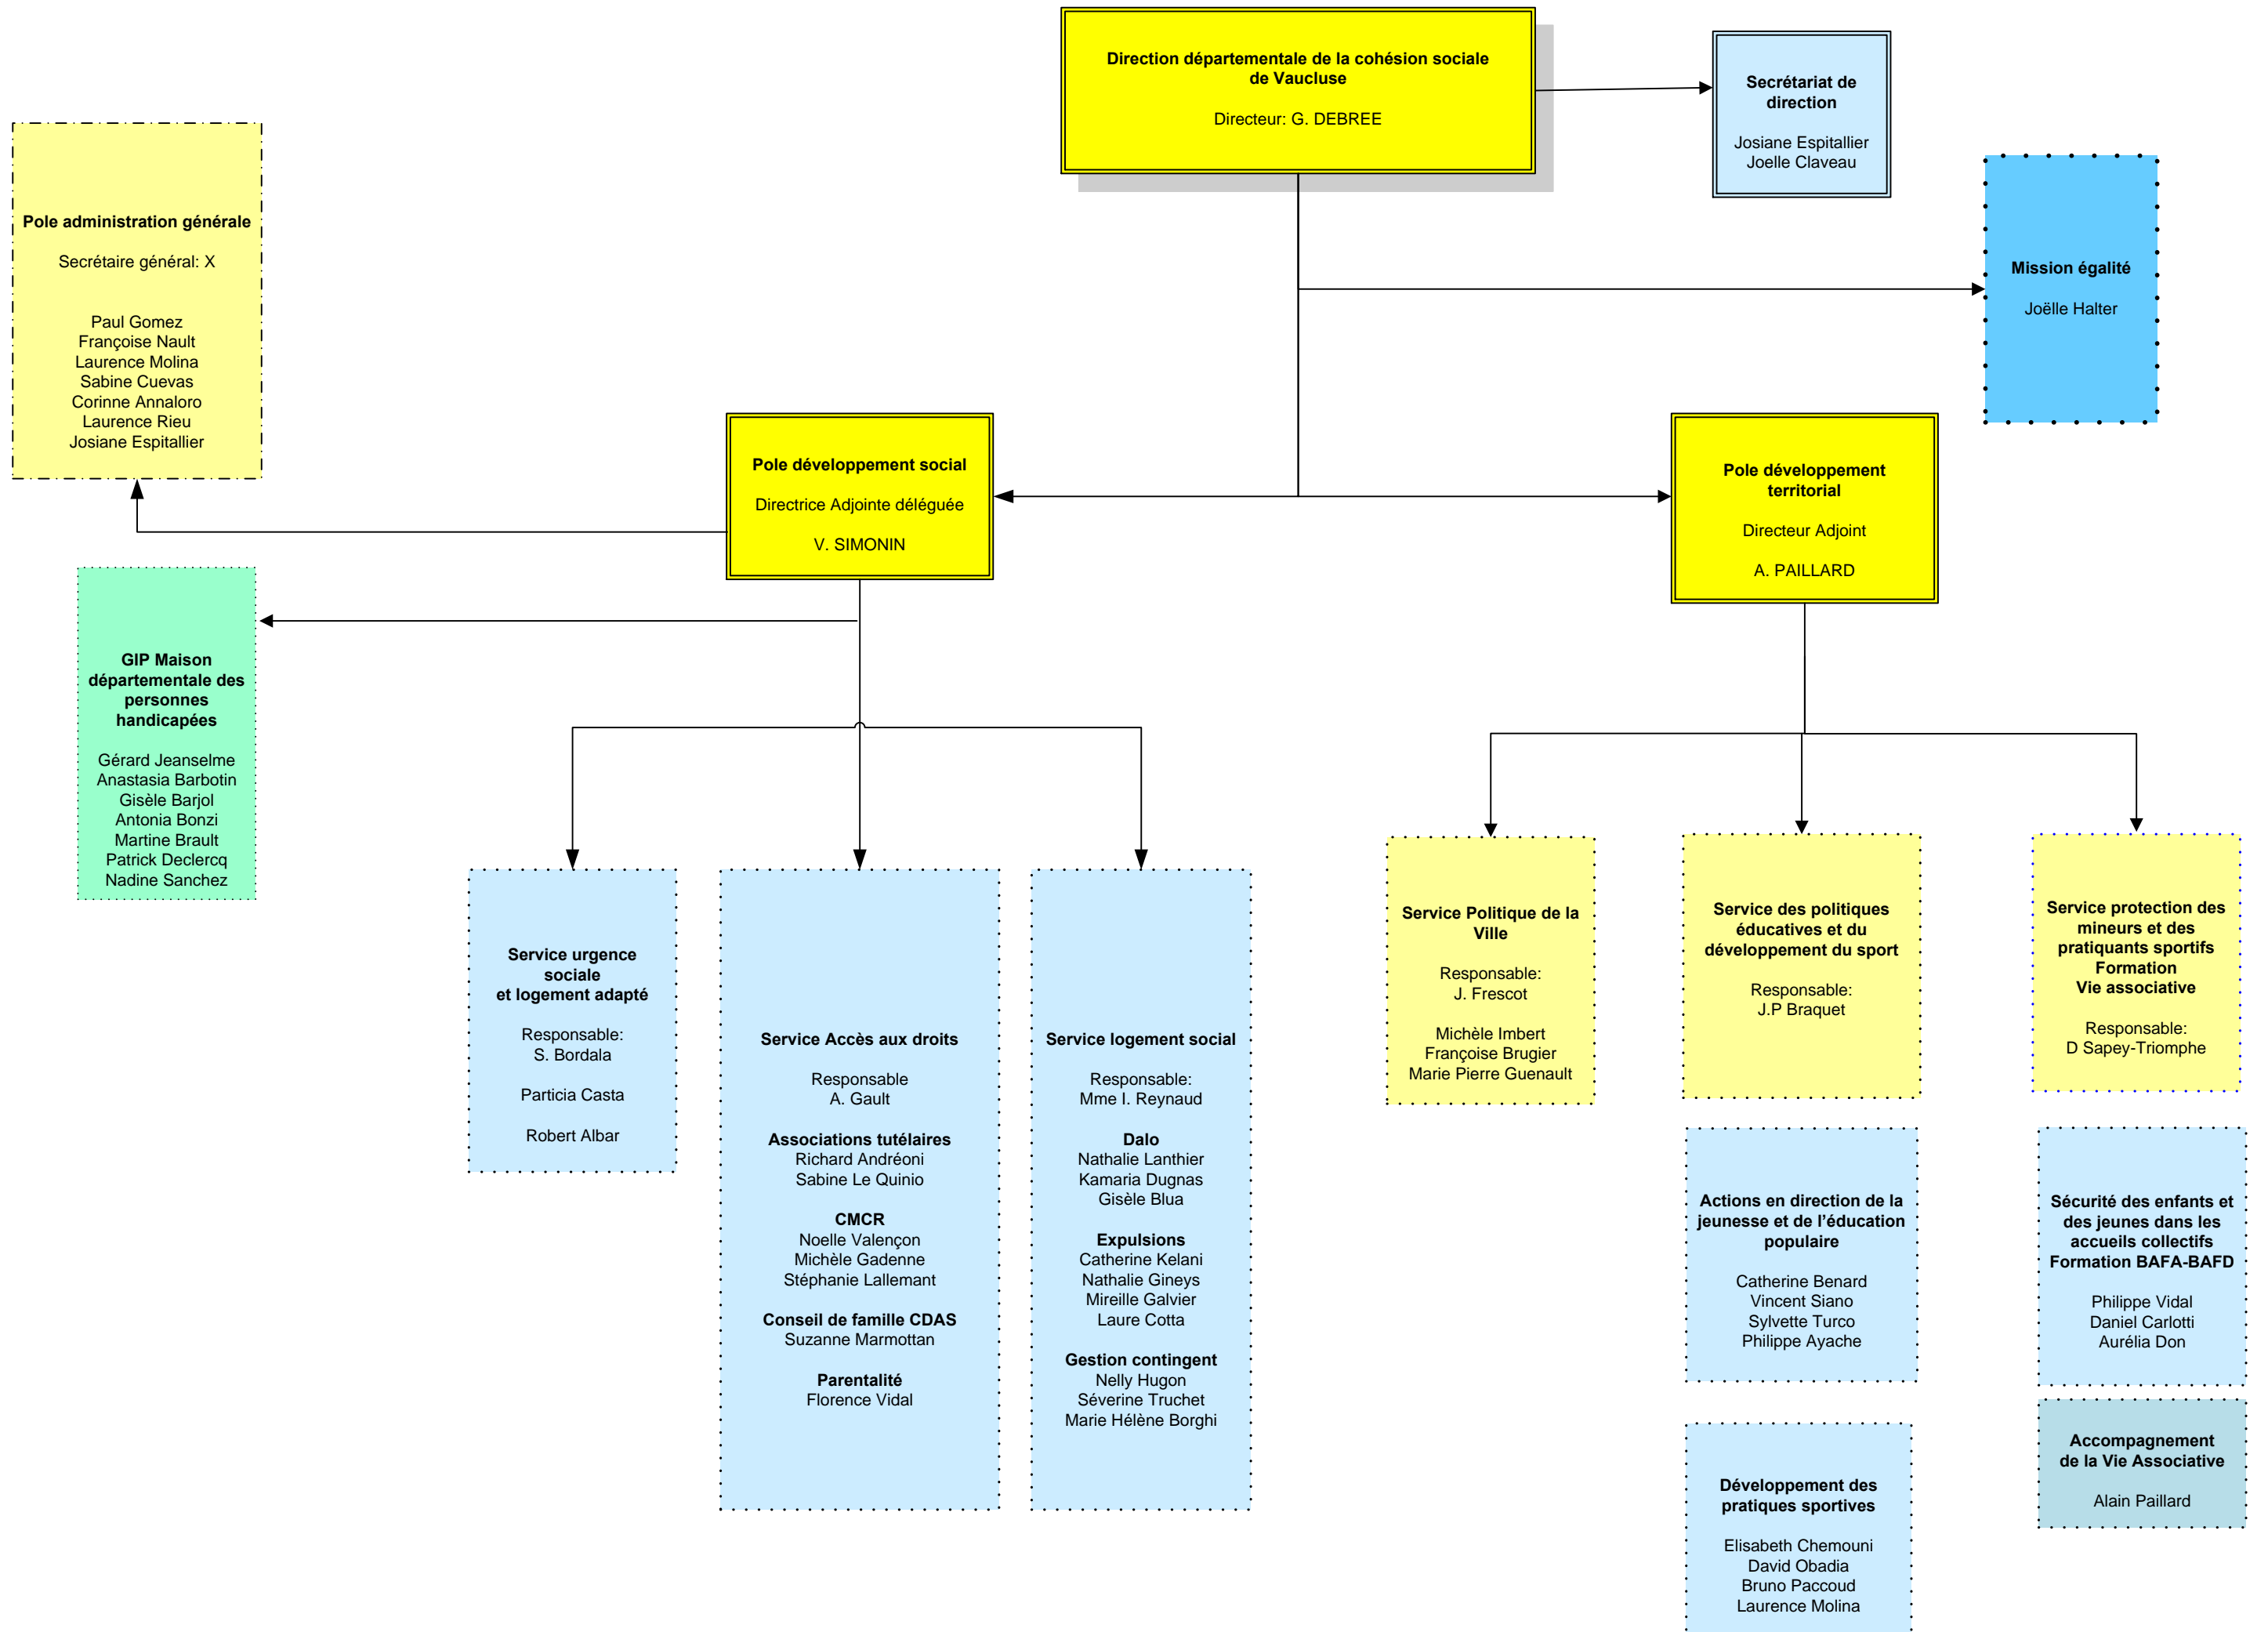 Direction départementale de la cohésion sociale
de Vaucluse
Directeur: G. DEBREE
Secrétariat de
direction
Josiane Espitallier
Joelle Claveau
Mission égalité
Joëlle Halter
Pole administration générale
Secrétaire général: X
Paul Gomez
Françoise Nault
Laurence Molina
Sabine Cuevas
Corinne Annaloro
Laurence Rieu
Josiane Espitallier
Pole développement social
Directrice Adjointe déléguée
V. SIMONIN
Pole développement
territorial
Directeur Adjoint
A. PAILLARD
GIP Maison
départementale des
personnes
handicapées
Gérard Jeanselme
Anastasia Barbotin
Gisèle Barjol
Antonia Bonzi
Martine Brault
Patrick Declercq
Nadine Sanchez
Service urgence
sociale
et logement adapté
Responsable:
S. Bordala
Particia Casta
Robert Albar
Service Accès aux droits
Responsable
A. Gault
Associations tutélaires
Richard Andréoni
Sabine Le Quinio
CMCR
Noelle Valençon
Michèle Gadenne
Stéphanie Lallemant
Conseil de famille CDAS
Suzanne Marmottan
Parentalité
Florence Vidal
Service logement social
Responsable:
Mme I. Reynaud
Dalo
Nathalie Lanthier
Kamaria Dugnas
Gisèle Blua
Expulsions
Catherine Kelani
Nathalie Gineys
Mireille Galvier
Laure Cotta
Gestion contingent
Nelly Hugon
Séverine Truchet
Marie Hélène Borghi
Service Politique de la
Ville
Responsable:
J. Frescot
Michèle Imbert
Françoise Brugier
Marie Pierre Guenault
Service des politiques
éducatives et du
développement du sport
Responsable:
J.P Braquet
Service protection des
mineurs et des
pratiquants sportifs
Formation
Vie associative
Responsable:
D Sapey-Triomphe
Actions en direction de la
jeunesse et de l’éducation
populaire
Catherine Benard
Vincent Siano
Sylvette Turco
Philippe Ayache
Sécurité des enfants et
des jeunes dans les
accueils collectifs
Formation BAFA-BAFD
Philippe Vidal
Daniel Carlotti
Aurélia Don
Accompagnement
de la Vie Associative
Alain Paillard
Développement des
pratiques sportives
Elisabeth Chemouni
David Obadia
Bruno Paccoud
Laurence Molina